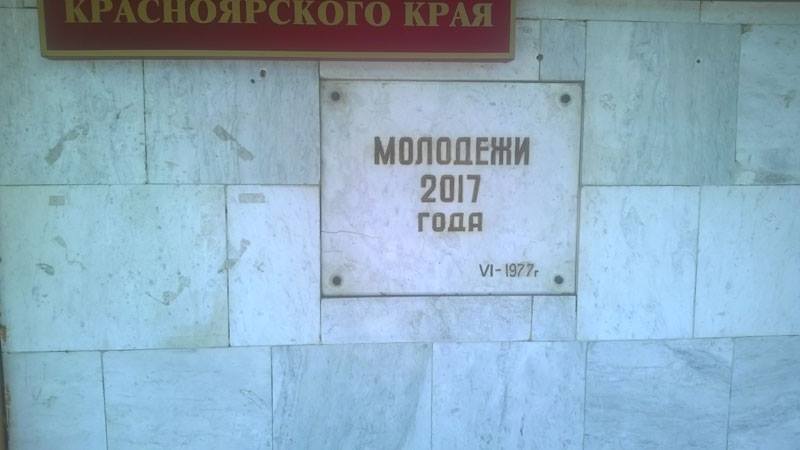 КРАСНОЯРСКОГО КРАЯ
МОЛОДЕЖИ
2017
ГОДА
VI-1977г